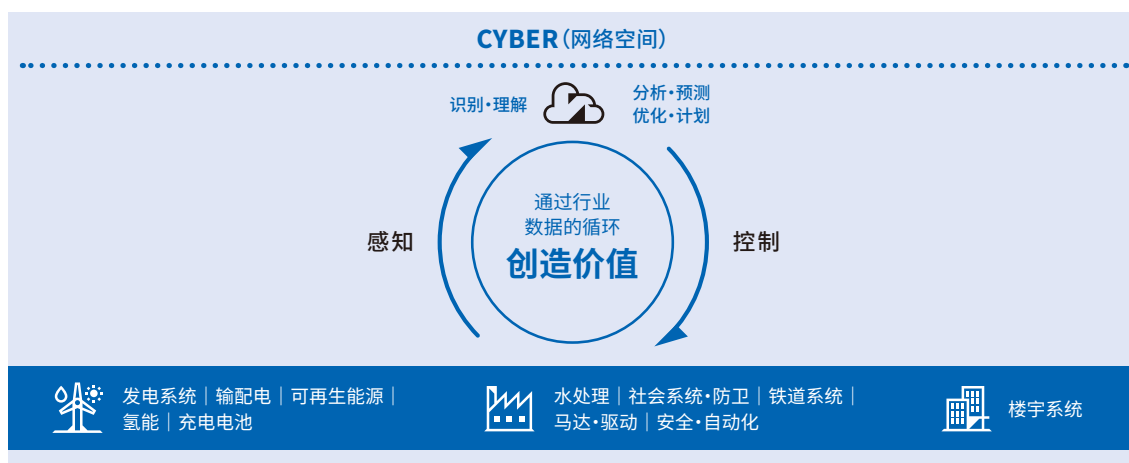 CYBER（网络空间）
识别·理解
分析·预测
优化·计划
通过行业
数据的循环
创造价值
感知
控制
发电系统｜输配电｜可再生能源｜
氢能｜充电电池
水处理｜社会系统·防卫｜铁道系统｜
马达·驱动｜安全·自动化
楼宇系统